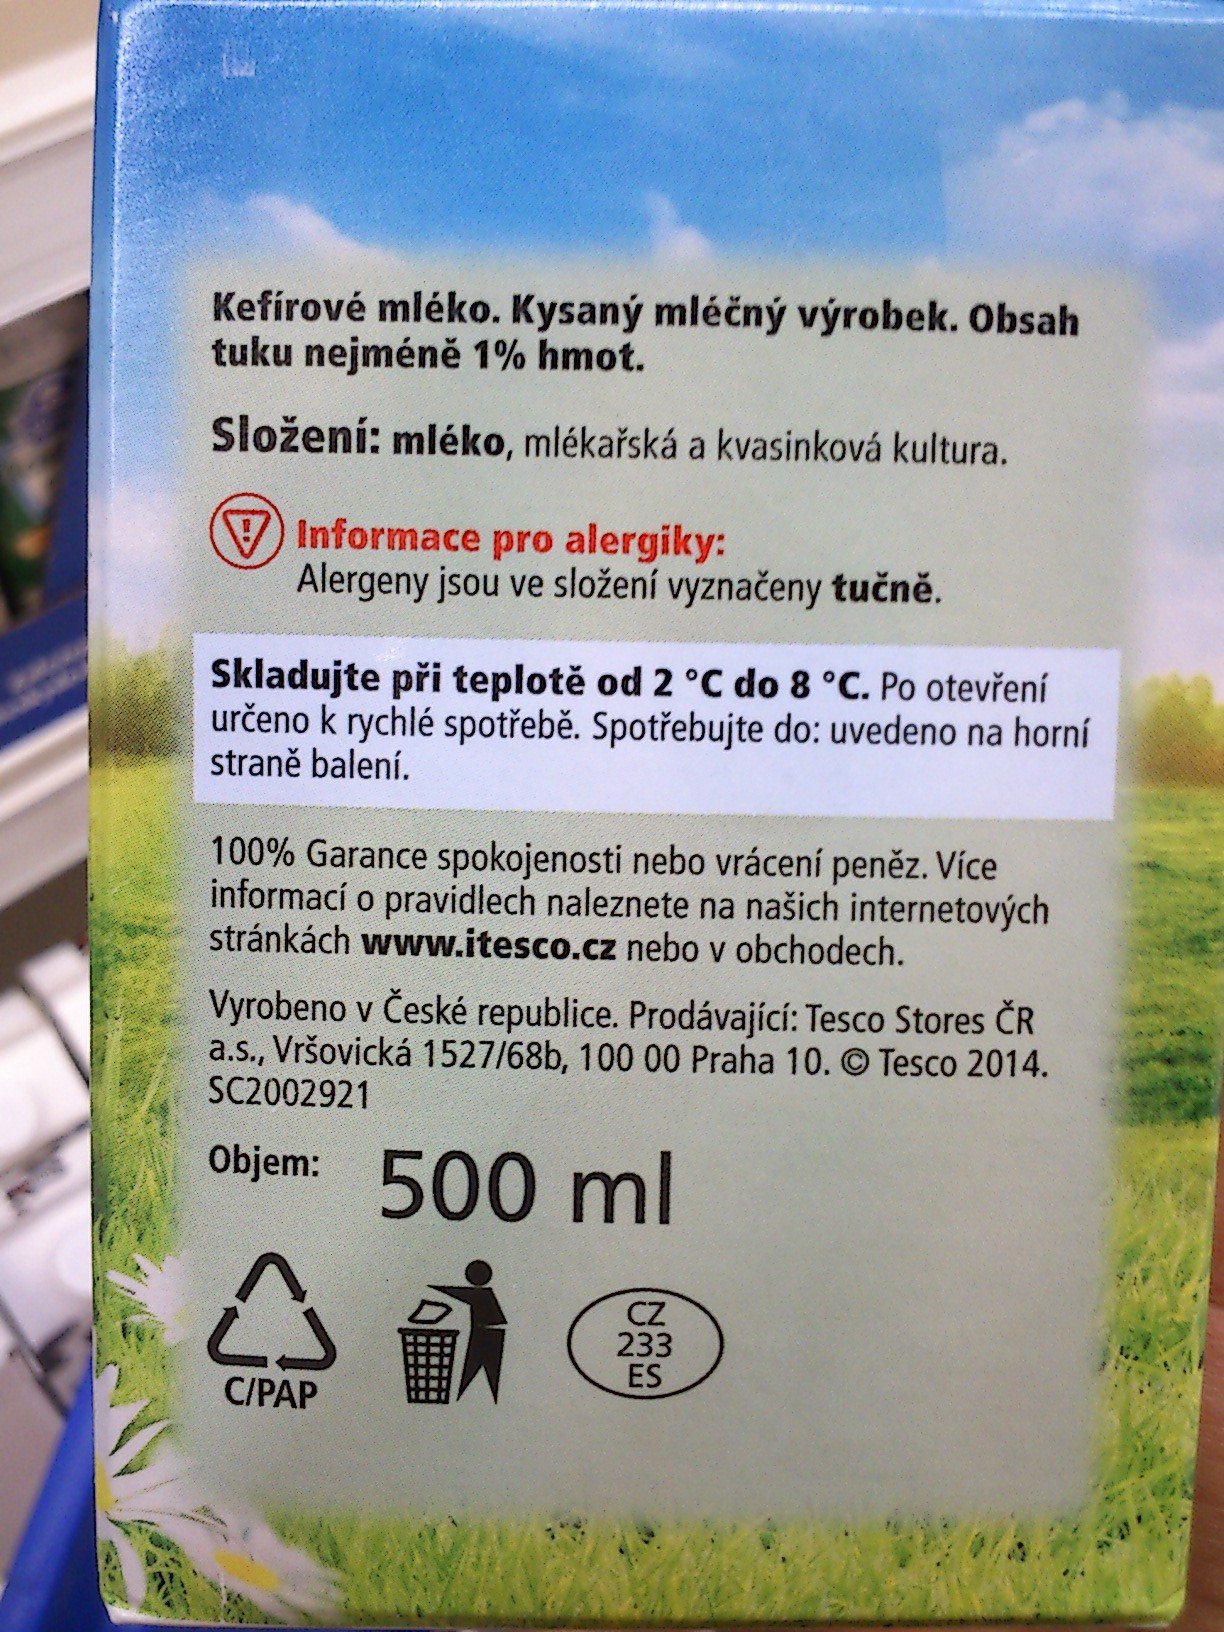 Kefírové mléko. Kysaný mléčný výrobek. Obsah
tuku nejméně 1% hmot.
Složení: mléko, mlékařská a kvasinková kultura.
Informace pro alergiky:
Alergeny jsou ve složení vyznačeny tučně.
Skladujte při teplotě od 2 °C do 8 °C. Po otevření
určeno k rychlé spotřebě. Spotřebujte do: uvedeno na horní
straně balení.
100% Garance spokojenosti nebo vrácení peněz. Více
informací o pravidlech naleznete na našich internetových
stránkách www.itesco.cz nebo v obchodech.
Vyrobeno v České republice. Prodávající: Tesco Stores ČR
a.s., Vršovická 1527/68b, 100 00 Praha 10. © Tesco 2014.
SC2002921
Objem: 500 ml
C/PAP
CZ
233
ES